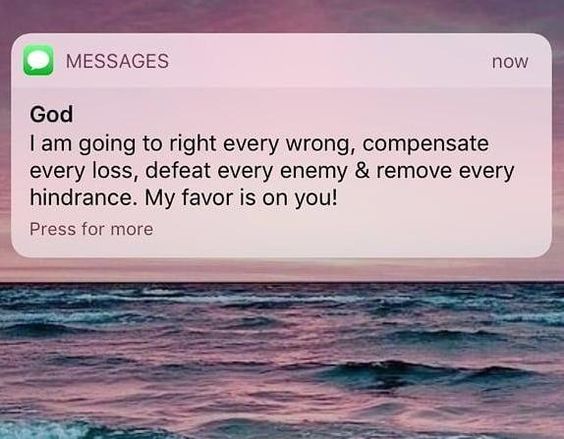 MESSAGES now
God
I am going to right every wrong, compensate
every loss, defeat every enemy & remove every
hindrance. My favor is on you!
Press for more